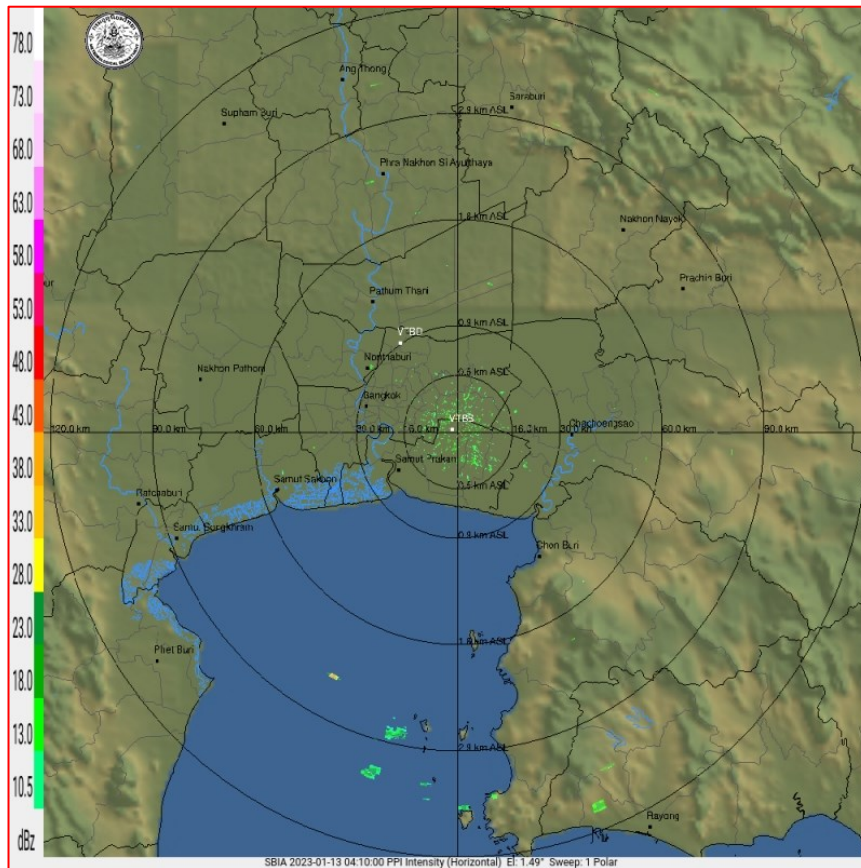 78.0
73.0
68.0
63.0
58.0
53.0
48.0
43.0
38.0
33.0
28.0
23.0
18.0
13.0
10.5
dBz
Ang Thong
Saraburi
2.9 km ASL
Supham Buri
Phra Nakhon Si Ayutthaya
1.8 km ASL
Nakhon Nayok
Prachin Buri
Pathum Thani
0.9 km ASL
VTBD
Nonthaburi
Nakhon Pathom
0.5 km ASL
Bangkok
VTBS
Chachoengsao
120.0 km
90.0 km
60.0 km
30.0 km
16.2 km
30.0 km
60.0 km
90.0 km
Samut Prakan
0.5 km ASL
Samut Sakhon
Ratchaburi
Samut Songkhram
0.9 km ASL
Chon Buri
1.8 km ASL
Phet Buri
2.9 km ASL
Rayong
SBIA 2023-01-13 04:10:00 PPI Intensity (Horizontal) El: 1.49° Sweep: 1 Polar